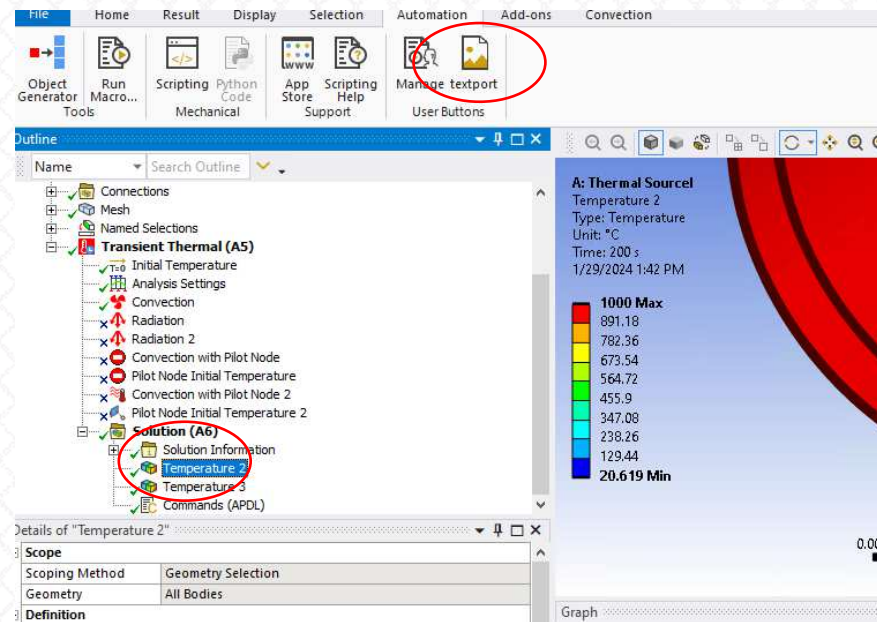 File Home Result Display Selection Automation Add-ons Convection
Object Generator
Run Macro...
Scripting
Python Code
App Store
Scripting Help
Manage
textport
Tools Mechanical Support User Buttons
Outline
Name Search Outline
Connections
Mesh
Named Selections
Transient Thermal (A5)
T=0 Initial Temperature
Analysis Settings
Convection
Radiation
Radiation 2
Convection with Pilot Node
Pilot Node Initial Temperature
Convection with Pilot Node 2
Pilot Node Initial Temperature 2
Solution (A6)
Solution Information
Temperature 2
Temperature 3
Commands (APDL)
Details of "Temperature 2"
Scope
Scoping Method Geometry Selection
Geometry All Bodies
Definition
A: Thermal Sourcel
Temperature 2
Type: Temperature
Unit: °C
Time: 200 s
1/29/2024 1:42 PM
1000 Max
891.18
782.36
673.54
564.72
455.9
347.08
238.26
129.44
20.619 Min
Graph